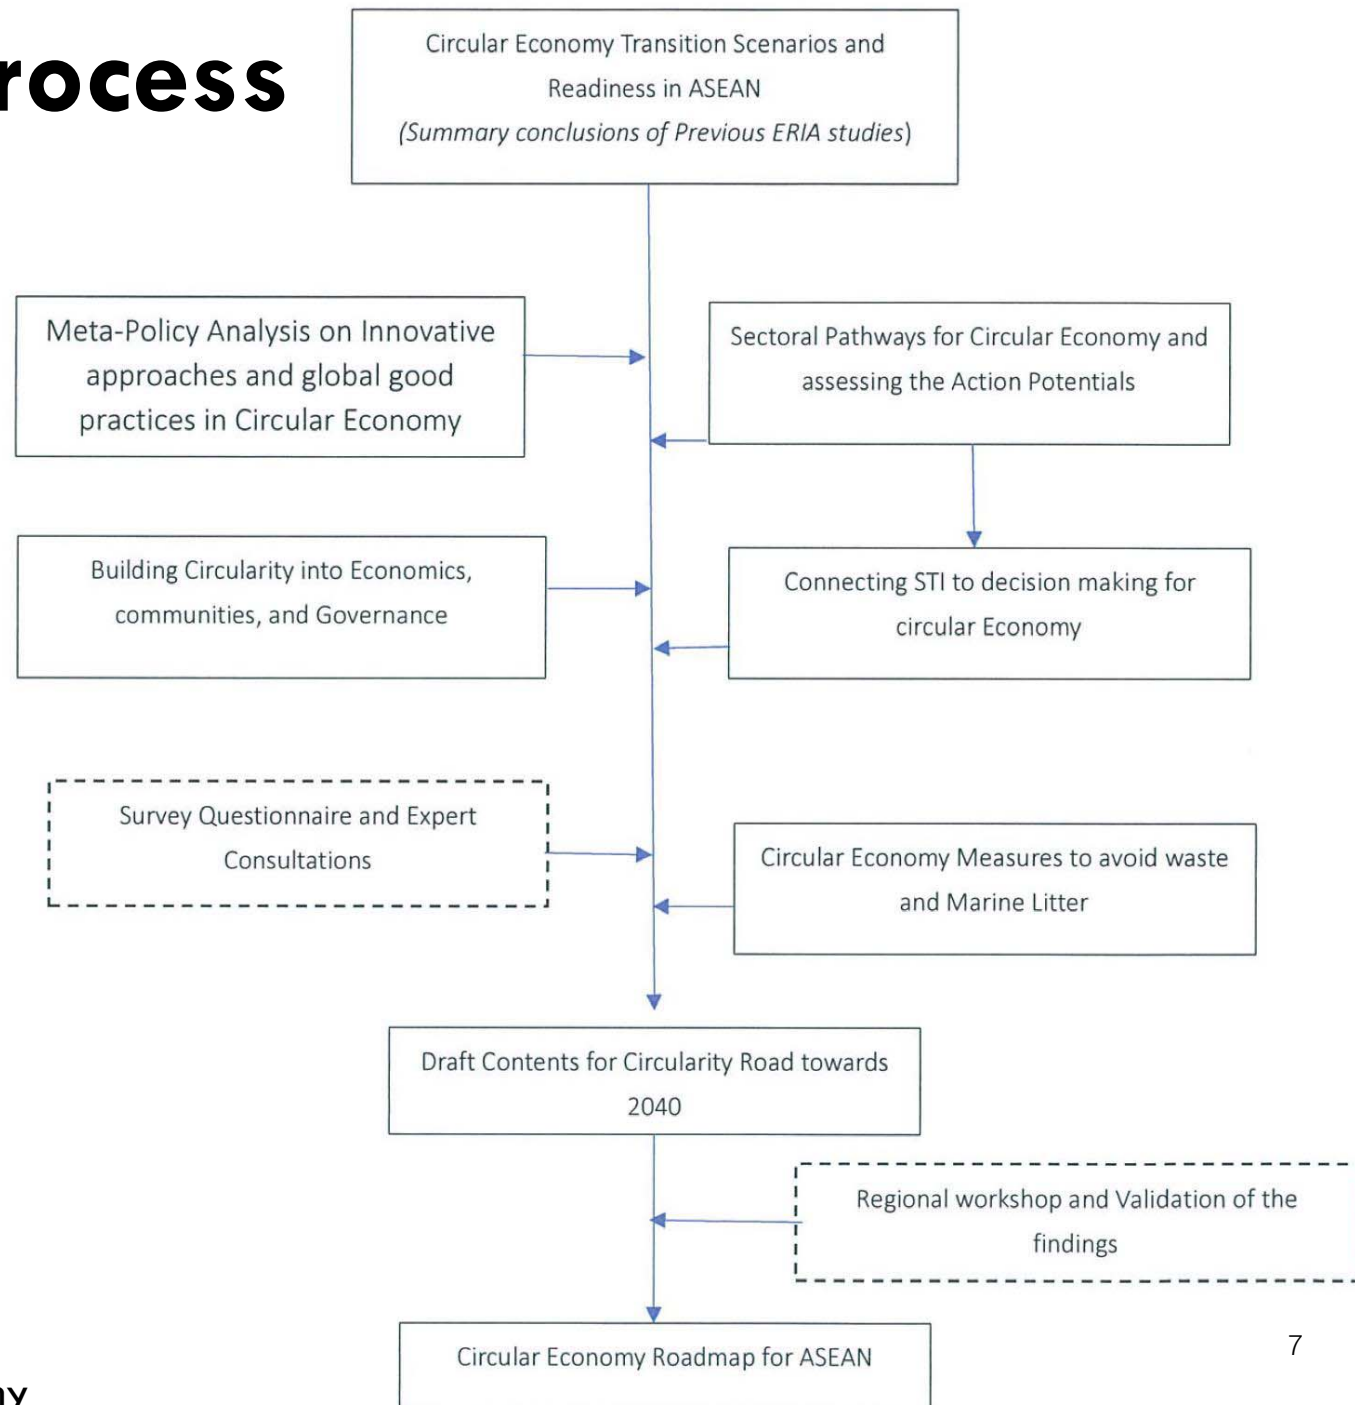 rocess
Circular Economy Transition Scenarios and
Readiness in ASEAN
(Summary conclusions of Previous ERIA studies)
Meta-Policy Analysis on Innovative
approaches and global good
practices in Circular Economy
Sectoral Pathways for Circular Economy and
assessing the Action Potentials
Building Circularity into Economics,
communities, and Governance
Connecting STI to decision making for
circular Economy
Survey Questionnaire and Expert
Consultations
Circular Economy Measures to avoid waste
and Marine Litter
Draft Contents for Circularity Road towards
2040
Regional workshop and Validation of the
findings
Circular Economy Roadmap for ASEAN
7